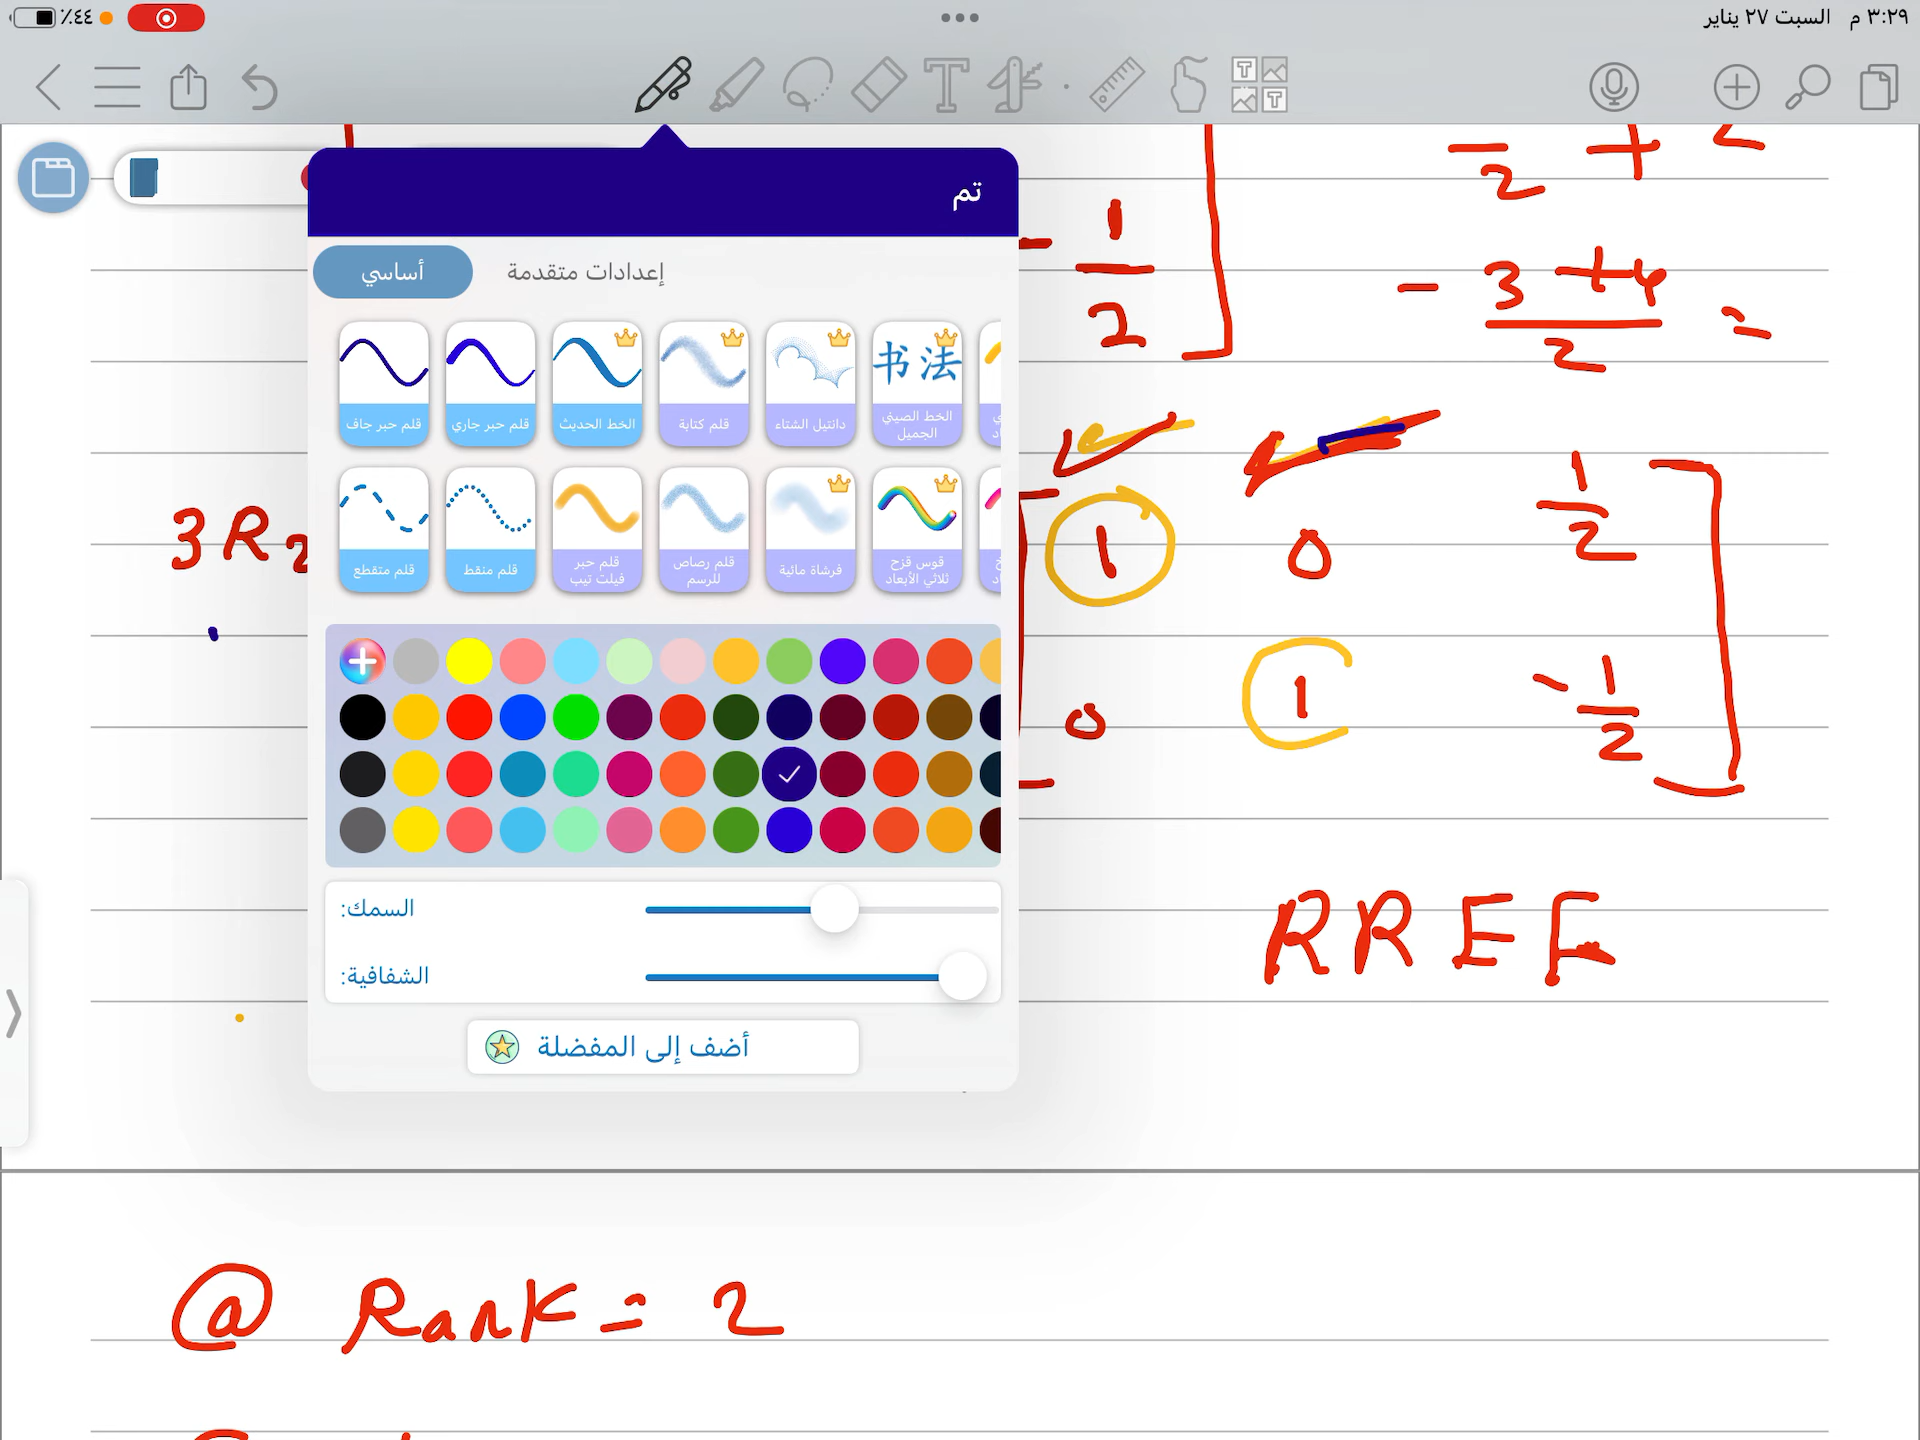 ٪٤٤
السبت ٢٧ يناير ٣:٢٩ م
تم
أساسي إعدادات متقدمة
قلم حبر جاف قلم حبر جاري الخط الحديث قلم كتابة دانتيل الشتاء الخط الصيني الجميل
书法
قلم متقطع قلم منقط قلم حبر فيلت تيب قلم رصاص للرسم فرشاة مائية قوس قزح ثلاثي الأبعاد
السمك:
الشفافية:
أضف إلى المفضلة
T
T
T
- 1/2
/2 +
- 3+4/2 =
3R2
1 0 1/2
0 1 -1/2
RREF
@ Rank = 2